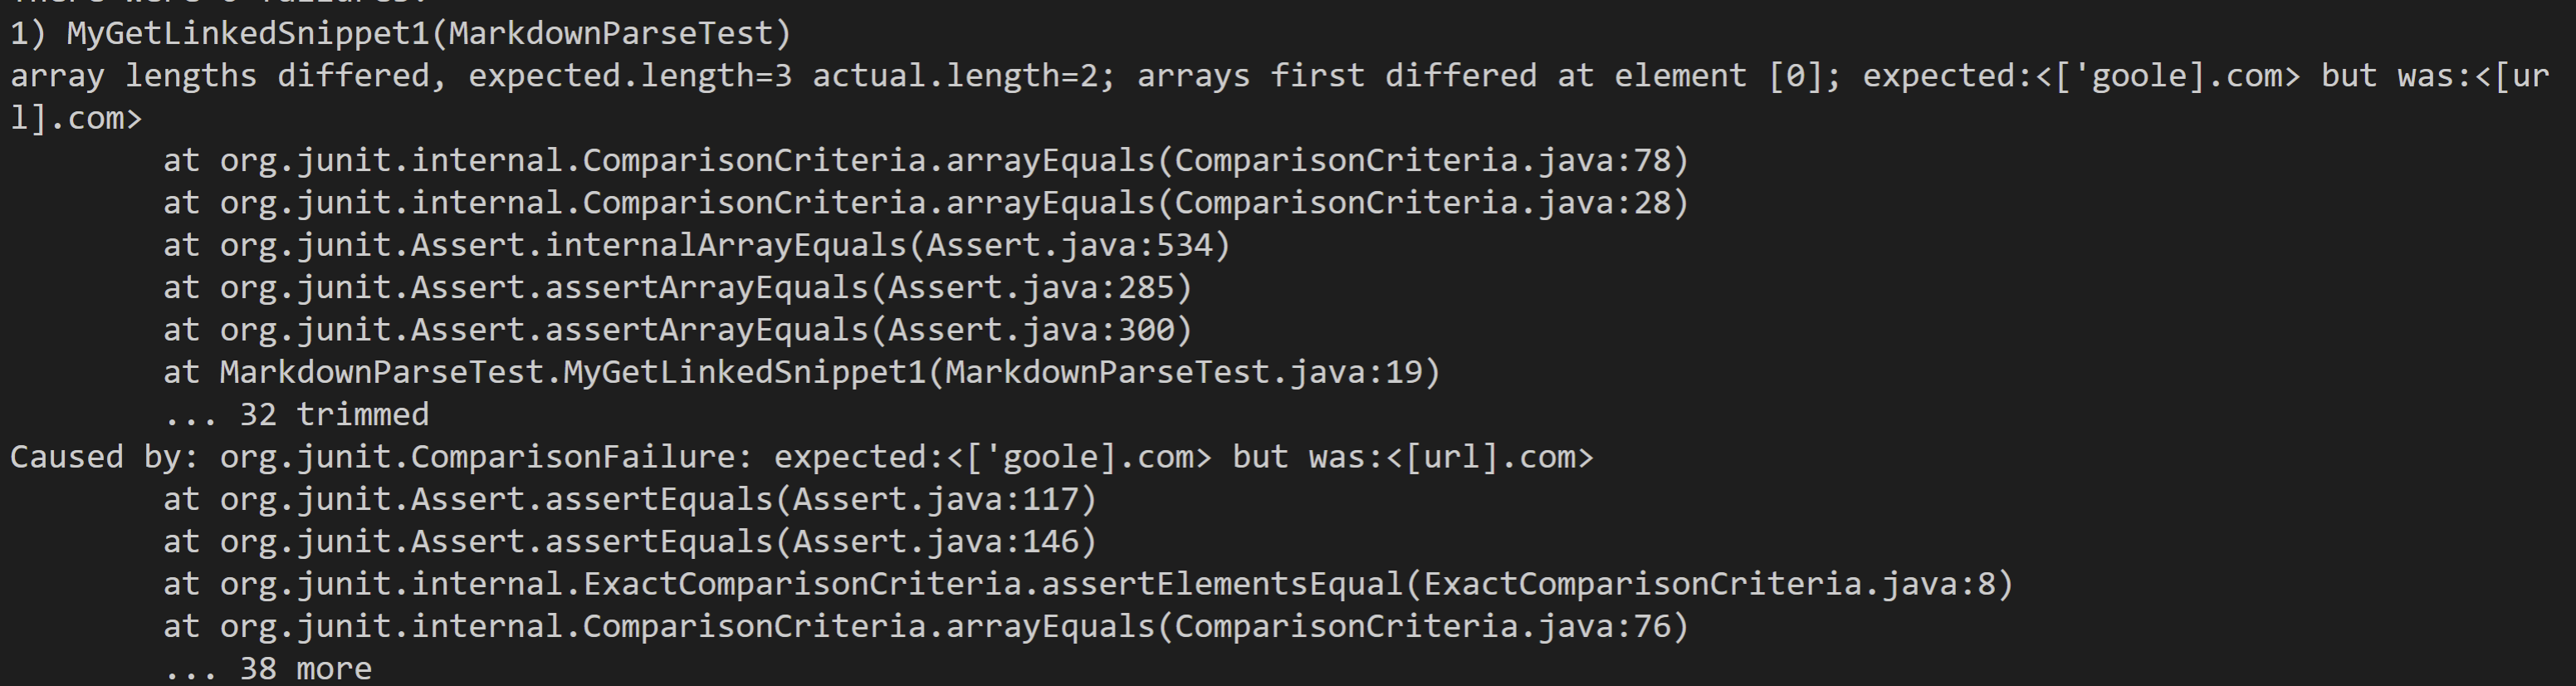 1) MyGetLinkedSnippet1(MarkdownParseTest)
array lengths differed, expected.length=3 actual.length=2; arrays first differed at element [0]; expected:<['goole].com> but was:<[ur
l].com>
at org.junit.internal.ComparisonCriteria.arrayEquals(ComparisonCriteria.java:78)
at org.junit.internal.ComparisonCriteria.arrayEquals(ComparisonCriteria.java:28)
at org.junit.Assert.internalArrayEquals(Assert.java:534)
at org.junit.Assert.assertArrayEquals(Assert.java:285)
at org.junit.Assert.assertArrayEquals(Assert.java:300)
at MarkdownParseTest.MyGetLinkedSnippet1(MarkdownParseTest.java:19)
... 32 trimmed
Caused by: org.junit.ComparisonFailure: expected:<['goole].com> but was:<[url].com>
at org.junit.Assert.assertEquals(Assert.java:117)
at org.junit.Assert.assertEquals(Assert.java:146)
at org.junit.internal.ExactComparisonCriteria.assertElementsEqual(ExactComparisonCriteria.java:8)
at org.junit.internal.ComparisonCriteria.arrayEquals(ComparisonCriteria.java:76)
... 38 more